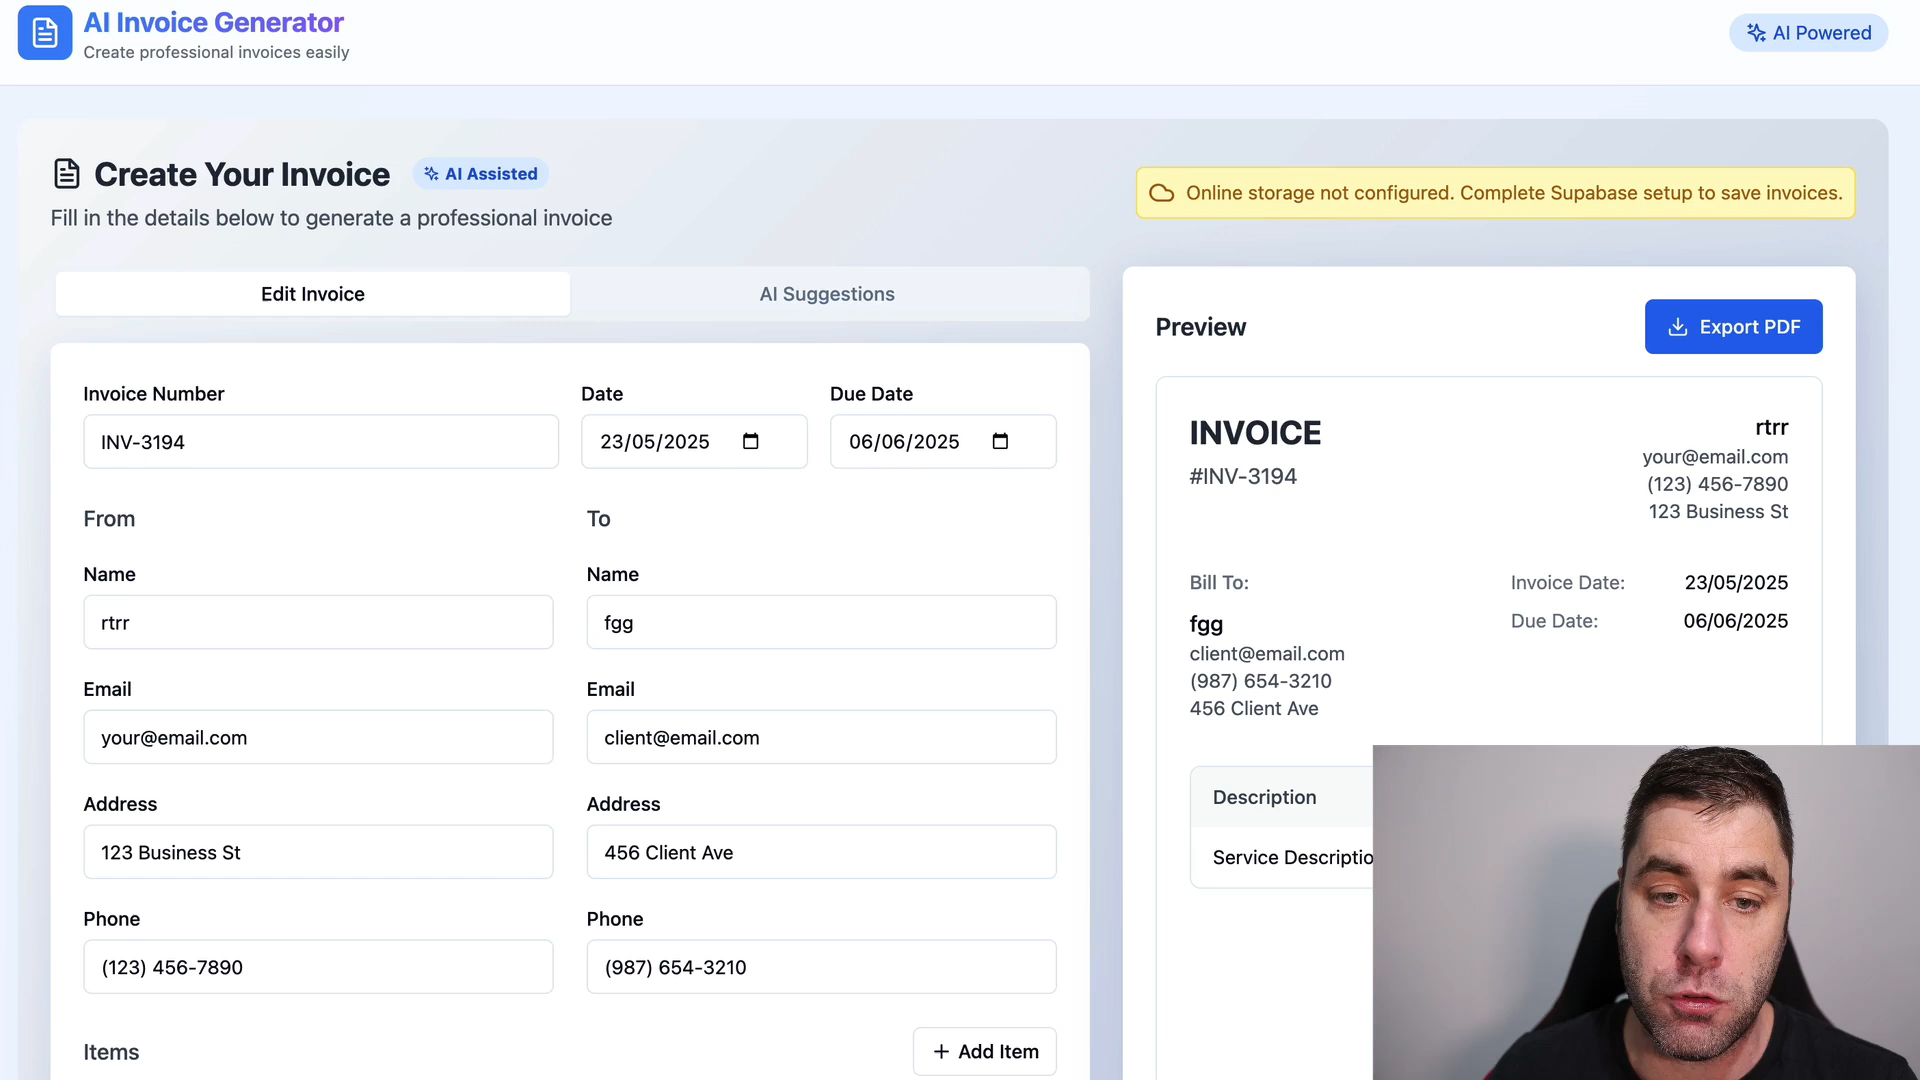 AI Invoice Generator
Create professional invoices easily
AI Powered
Create Your Invoice
AI Assisted
Fill in the details below to generate a professional invoice
Online storage not configured. Complete Supabase setup to save invoices.
Edit Invoice
AI Suggestions
Invoice Number
Date
Due Date
INV-3194
23/05/2025
06/06/2025
From
To
Name
Name
rtrr
fgg
Email
Email
your@email.com
client@email.com
Address
Address
123 Business St
456 Client Ave
Phone
Phone
(123) 456-7890
(987) 654-3210
Items
+ Add Item
Preview
Export PDF
INVOICE
#INV-3194
rtrr
your@email.com
(123) 456-7890
123 Business St
Bill To:
fgg
client@email.com
(987) 654-3210
456 Client Ave
Invoice Date: 23/05/2025
Due Date: 06/06/2025
Description
Service Descriptio